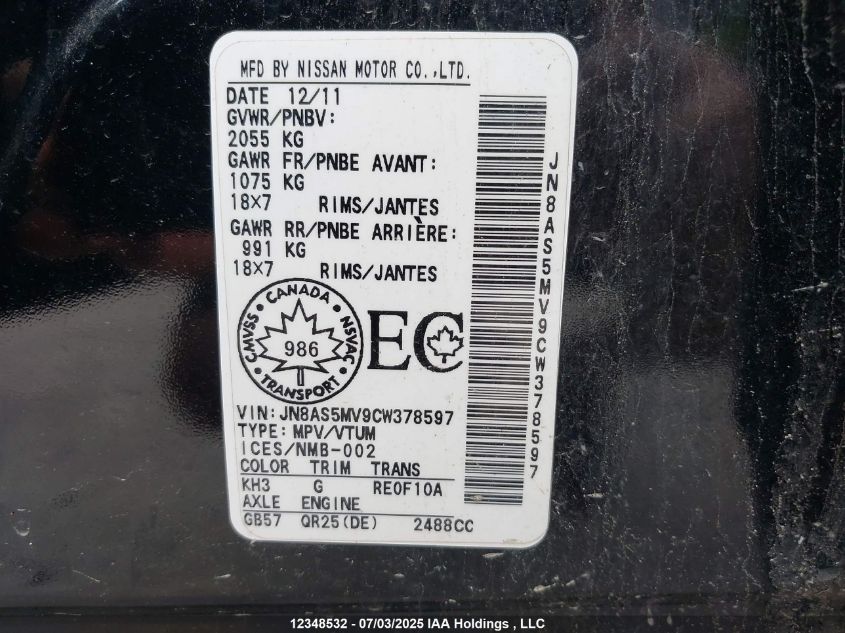 MFD BY NISSAN MOTOR CO.,LTD.
DATE 12/11
GVWR/PNBV:
2055 KG
GAWR FR/PNBE AVANT:
1075 KG
18×7 RIMS/JANTES
GAWR RR/PNBE ARRIÈRE:
991 KG
18×7 RIMS/JANTES
CANADA
CMVSS
NSVAC
986
TRANSPORT
EC
VIN:JN8AS5MV9CW378597
TYPE:MPV/VTUM
ICES/NMB-002
COLOR TRIM TRANS
KH3 G RE0F10A
AXLE ENGINE
GB57 QR25(DE) 2488CC
JN8AS5MV9CW378597
12348532 - 07/03/2025 IAA Holdings , LLC